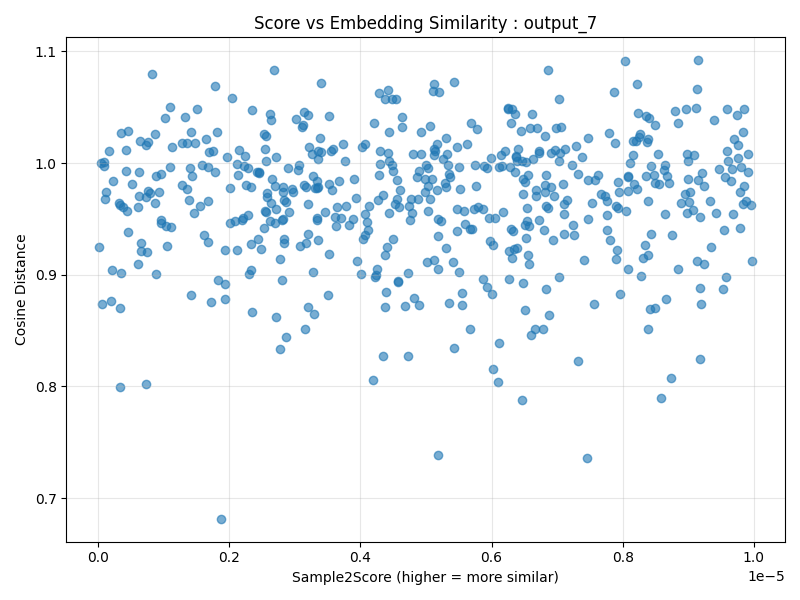 Score vs Embedding Similarity : output_7
1.1
1.0
0.9
0.8
0.7
Cosine Distance
0.0 0.2 0.4 0.6 0.8 1.0
1e−5
Sample2Score (higher = more similar)